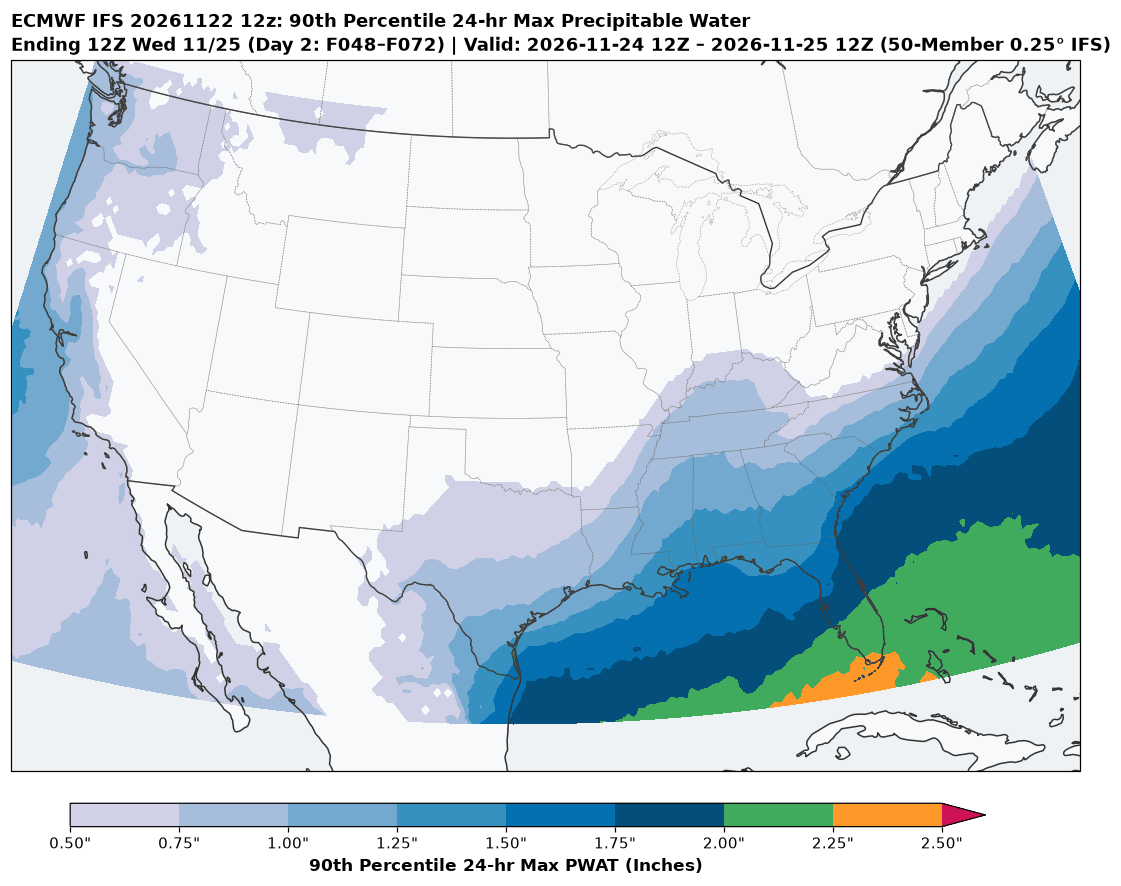 ECMWF IFS 20261122 12z: 90th Percentile 24-hr Max Precipitable Water
Ending 12Z Wed 11/25 (Day 2: F048–F072) | Valid: 2026-11-24 12Z – 2026-11-25 12Z (50-Member 0.25° IFS)
0.50" 0.75" 1.00" 1.25" 1.50" 1.75" 2.00" 2.25" 2.50"
90th Percentile 24-hr Max PWAT (Inches)